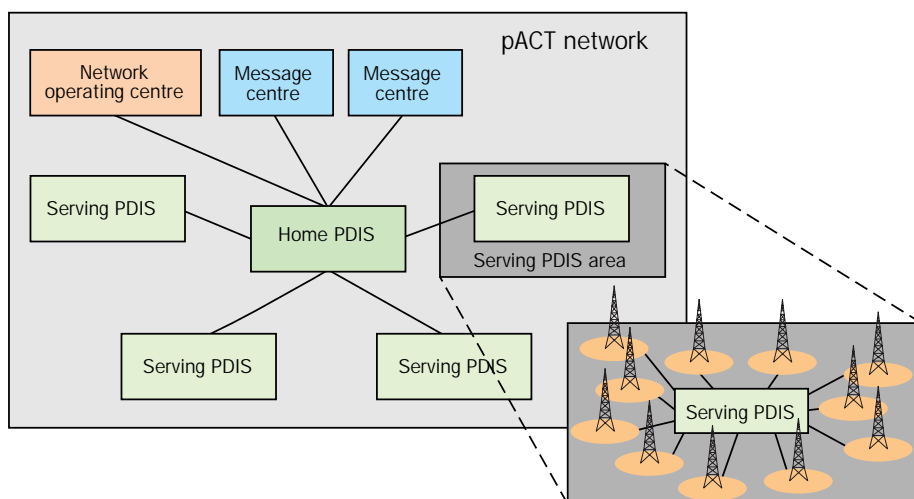 pACT network
Network
operating centre
Message
centre
Message
centre
Serving PDIS
Home PDIS
Serving PDIS
Serving PDIS area
Serving PDIS
Serving PDIS
Serving PDIS